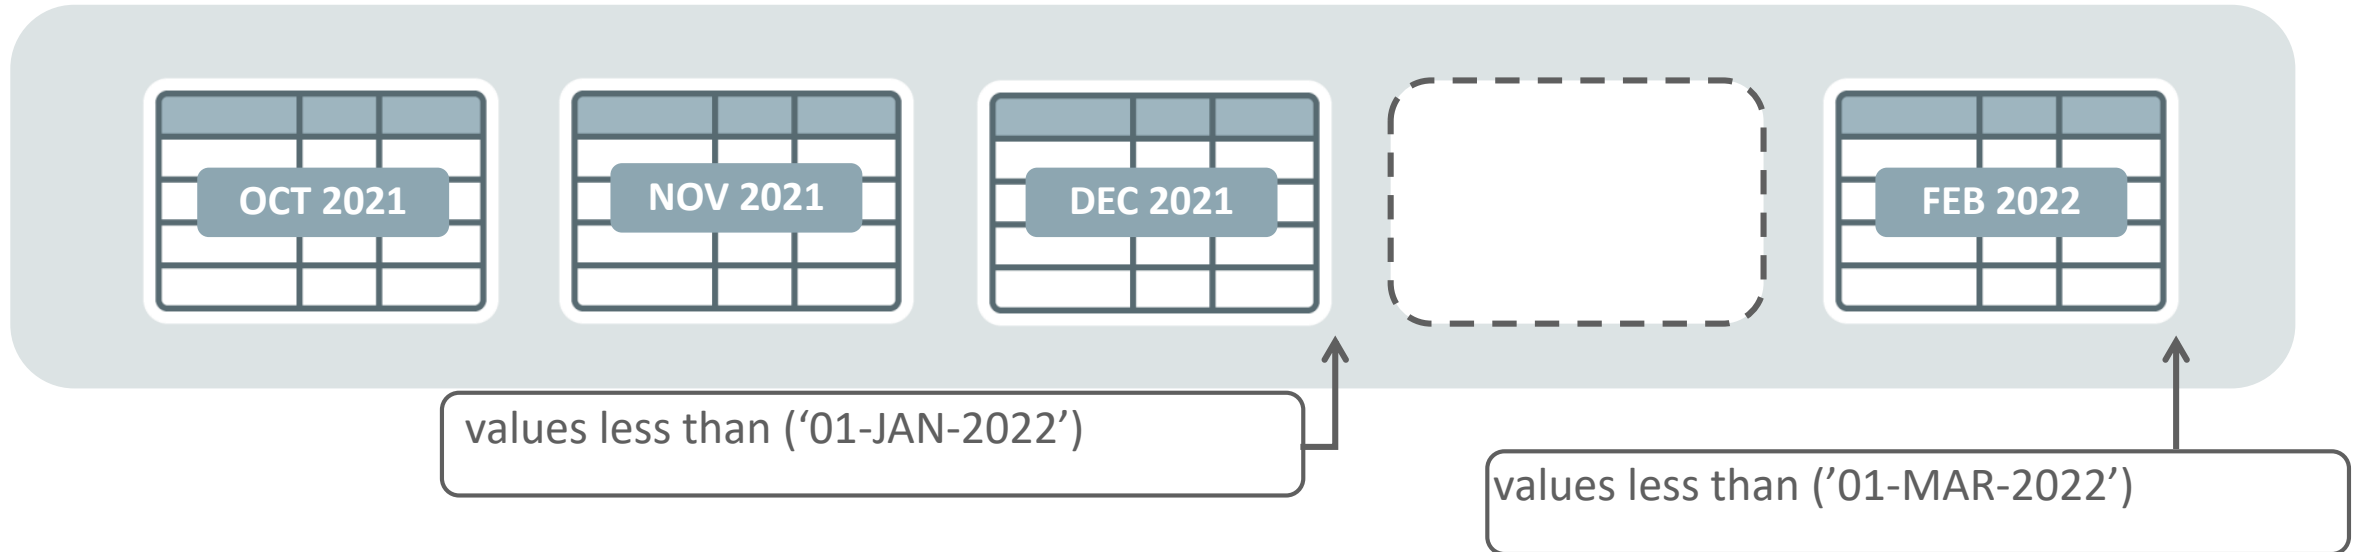 OCT 2021
NOV 2021
DEC 2021
FEB 2022
values less than (‘01-JAN-2022’)
values less than (’01-MAR-2022’)